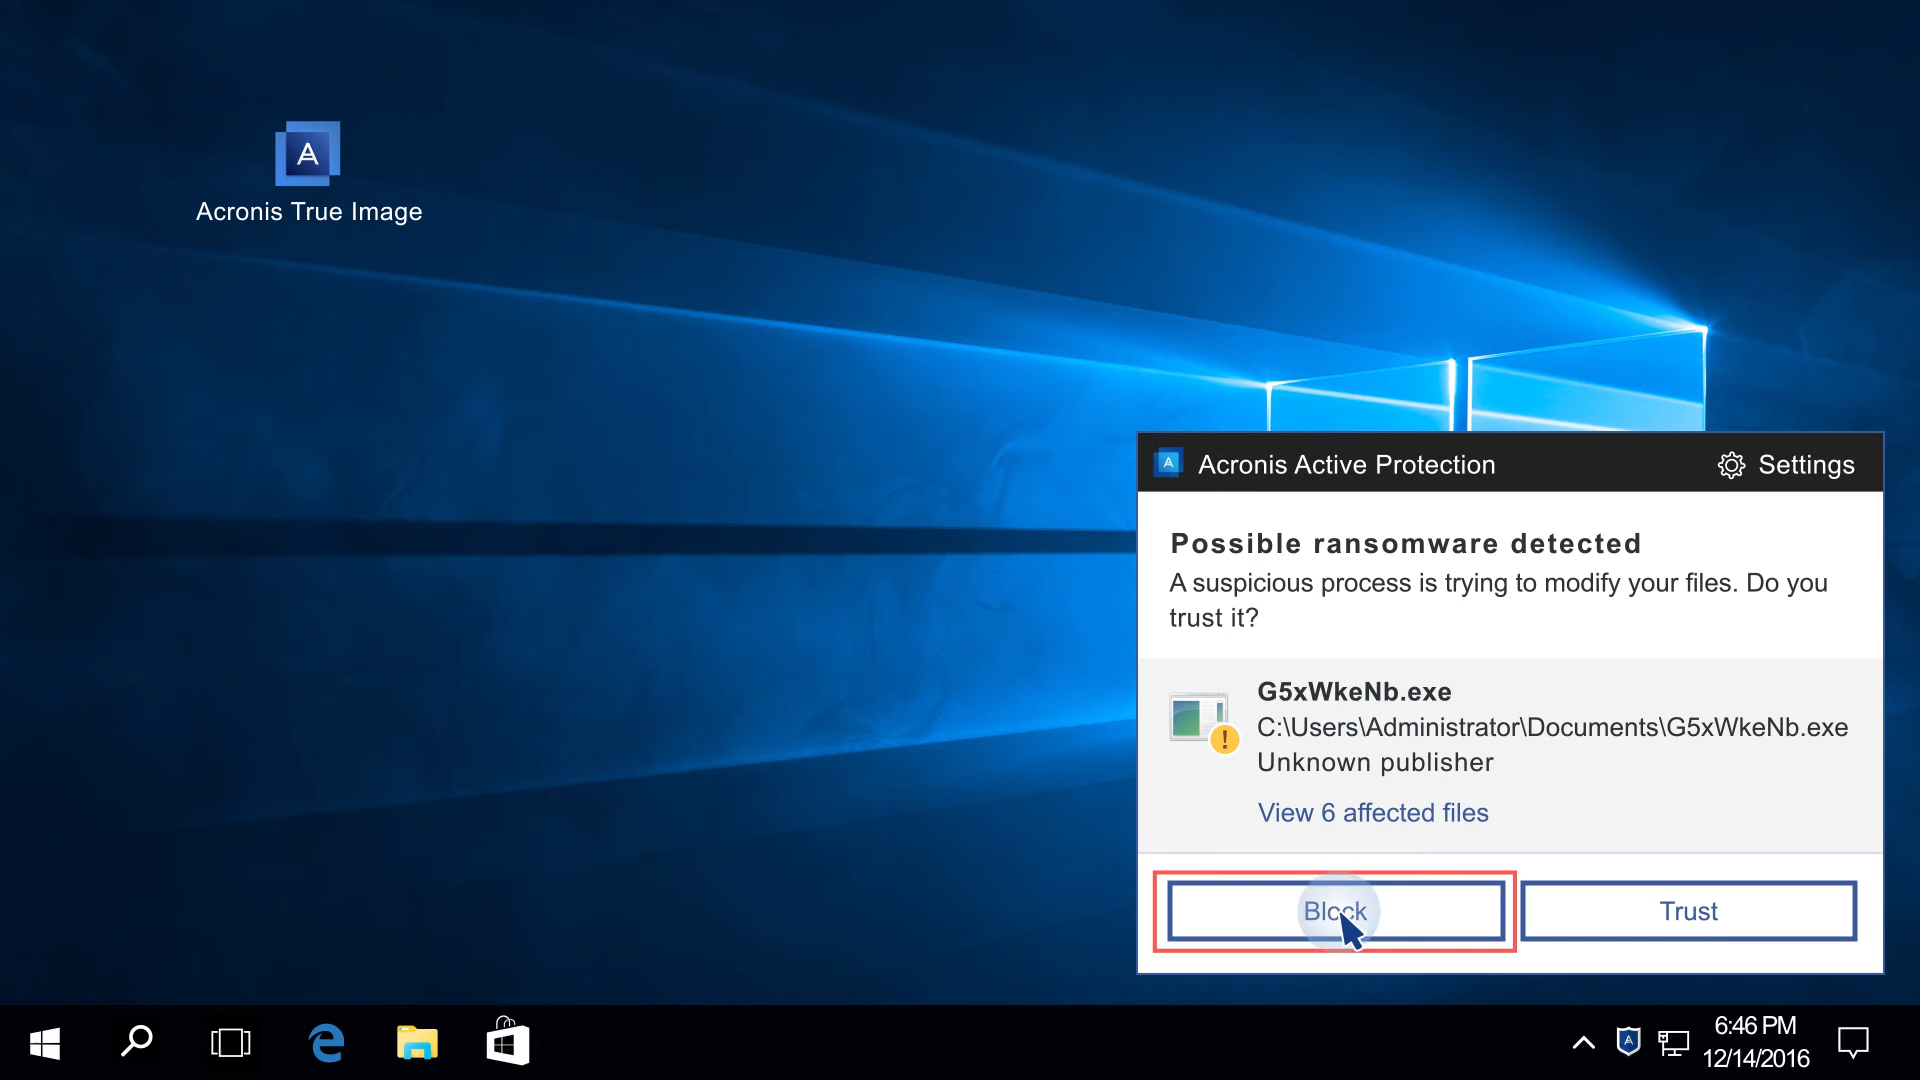 Acronis True Image
Acronis Active Protection
Settings
Possible ransomware detected
A suspicious process is trying to modify your files. Do you
trust it?
G5xWkeNb.exe
C:\Users\Administrator\Documents\G5xWkeNb.exe
Unknown publisher
View 6 affected files
Block
Trust
6:46 PM
12/14/2016